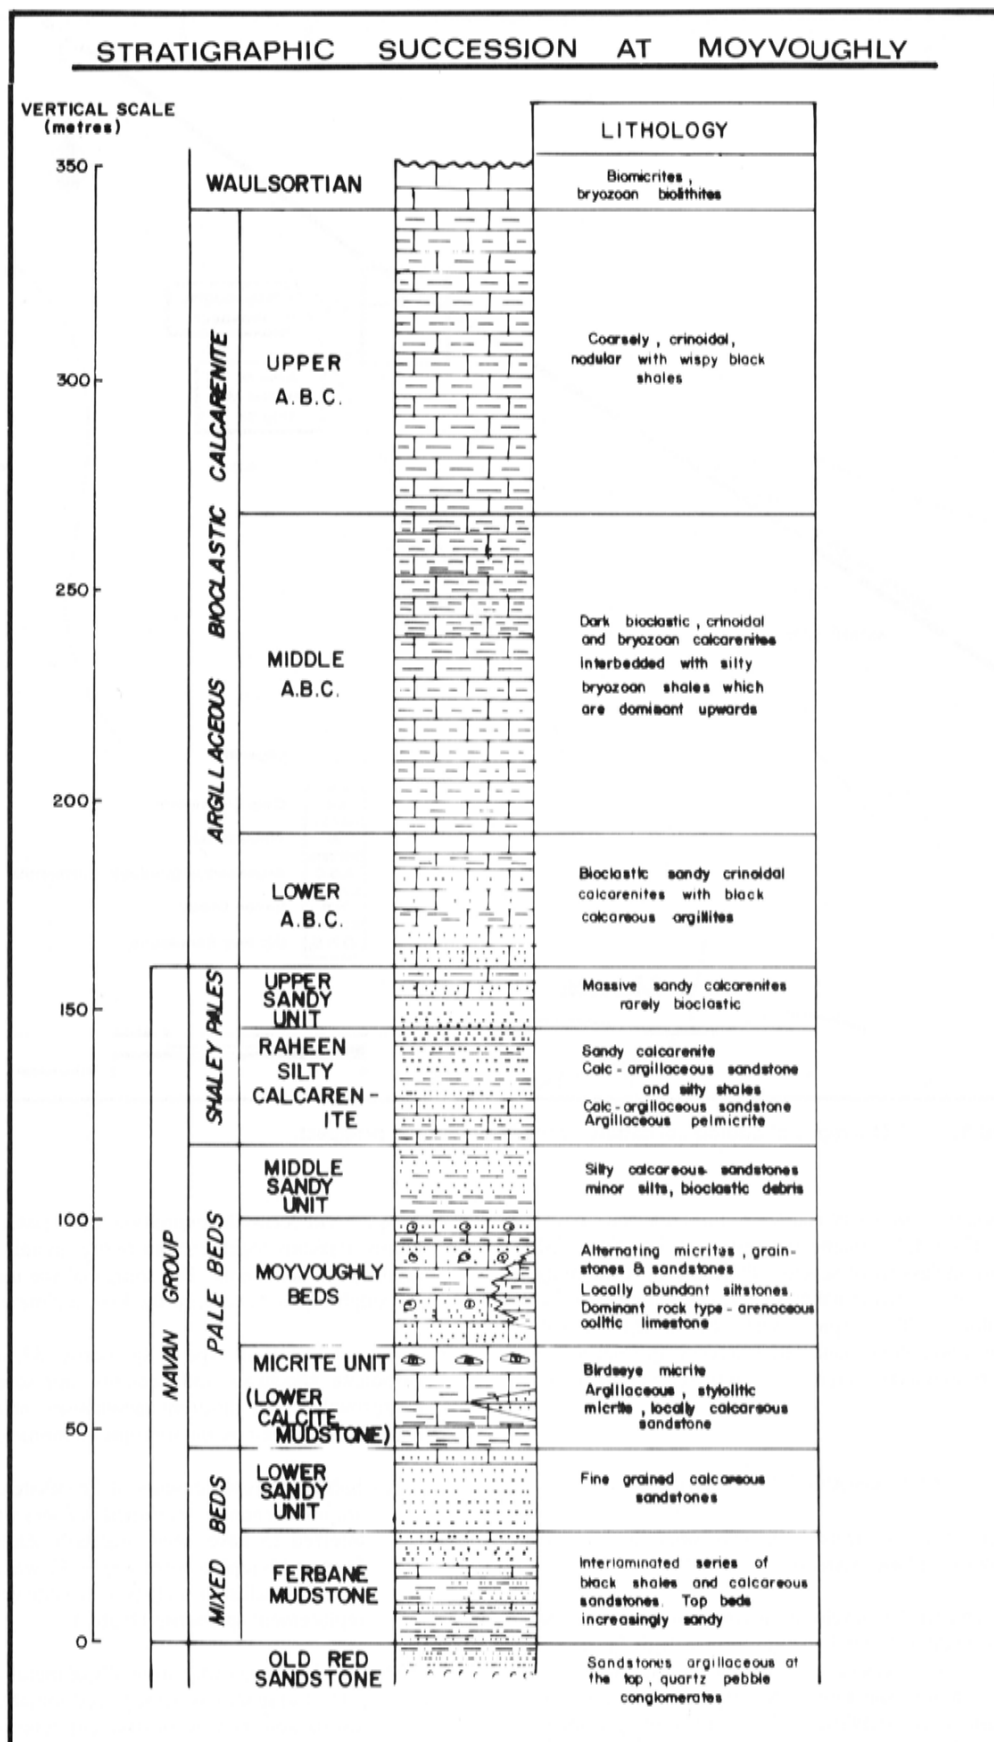 STRATIGRAPHIC SUCCESSION AT MOYVOUGHLY
VERTICAL SCALE
(metres)
LITHOLOGY
350
WAULSORTIAN
Biomicrites,
bryozoan biolithites
ARGILLACEOUS BIOCLASTIC CALCARENITE
UPPER
A.B.C.
Coarsely, crinoidal,
nodular with wispy black
shales
300
MIDDLE
A.B.C.
Dark bioclastic, crinoidal
and bryozoan calcarenites
interbedded with silty
bryozoan shales which
are dominant upwards
250
200
LOWER
A.B.C.
Bioclastic sandy crinoidal
calcarenites with black
calcareous argillites
NAVAN GROUP
SHALEY PALES
UPPER
SANDY
UNIT
Massive sandy calcarenites
rarely bioclastic
150
RAHEEN
SILTY
CALCAREN-
ITE
Sandy calcarenite
Calc-argillaceous sandstone
and silty shales
Calc-argillaceous sandstone
Argillaceous pelmicrite
PALE BEDS
MIDDLE
SANDY
UNIT
Silty calcareous sandstones
minor silts, bioclastic debris
100
MOYVOUGHLY
BEDS
Alternating micrites, grain-
stones & sandstones
Locally abundant siltstones.
Dominant rock type - arenaceous
oolitic limestone
MICRITE UNIT
(LOWER
CALCITE
MUDSTONE)
Birdseye micrite
Argillaceous, stylolitic
micrite, locally calcareous
sandstone
50
MIXED BEDS
LOWER
SANDY
UNIT
Fine grained calcareous
sandstones
FERBANE
MUDSTONE
Interlaminated series of
black shales and calcareous
sandstones. Top beds
increasingly sandy
0
OLD RED
SANDSTONE
Sandstones argillaceous at
the top, quartz pebble
conglomerates